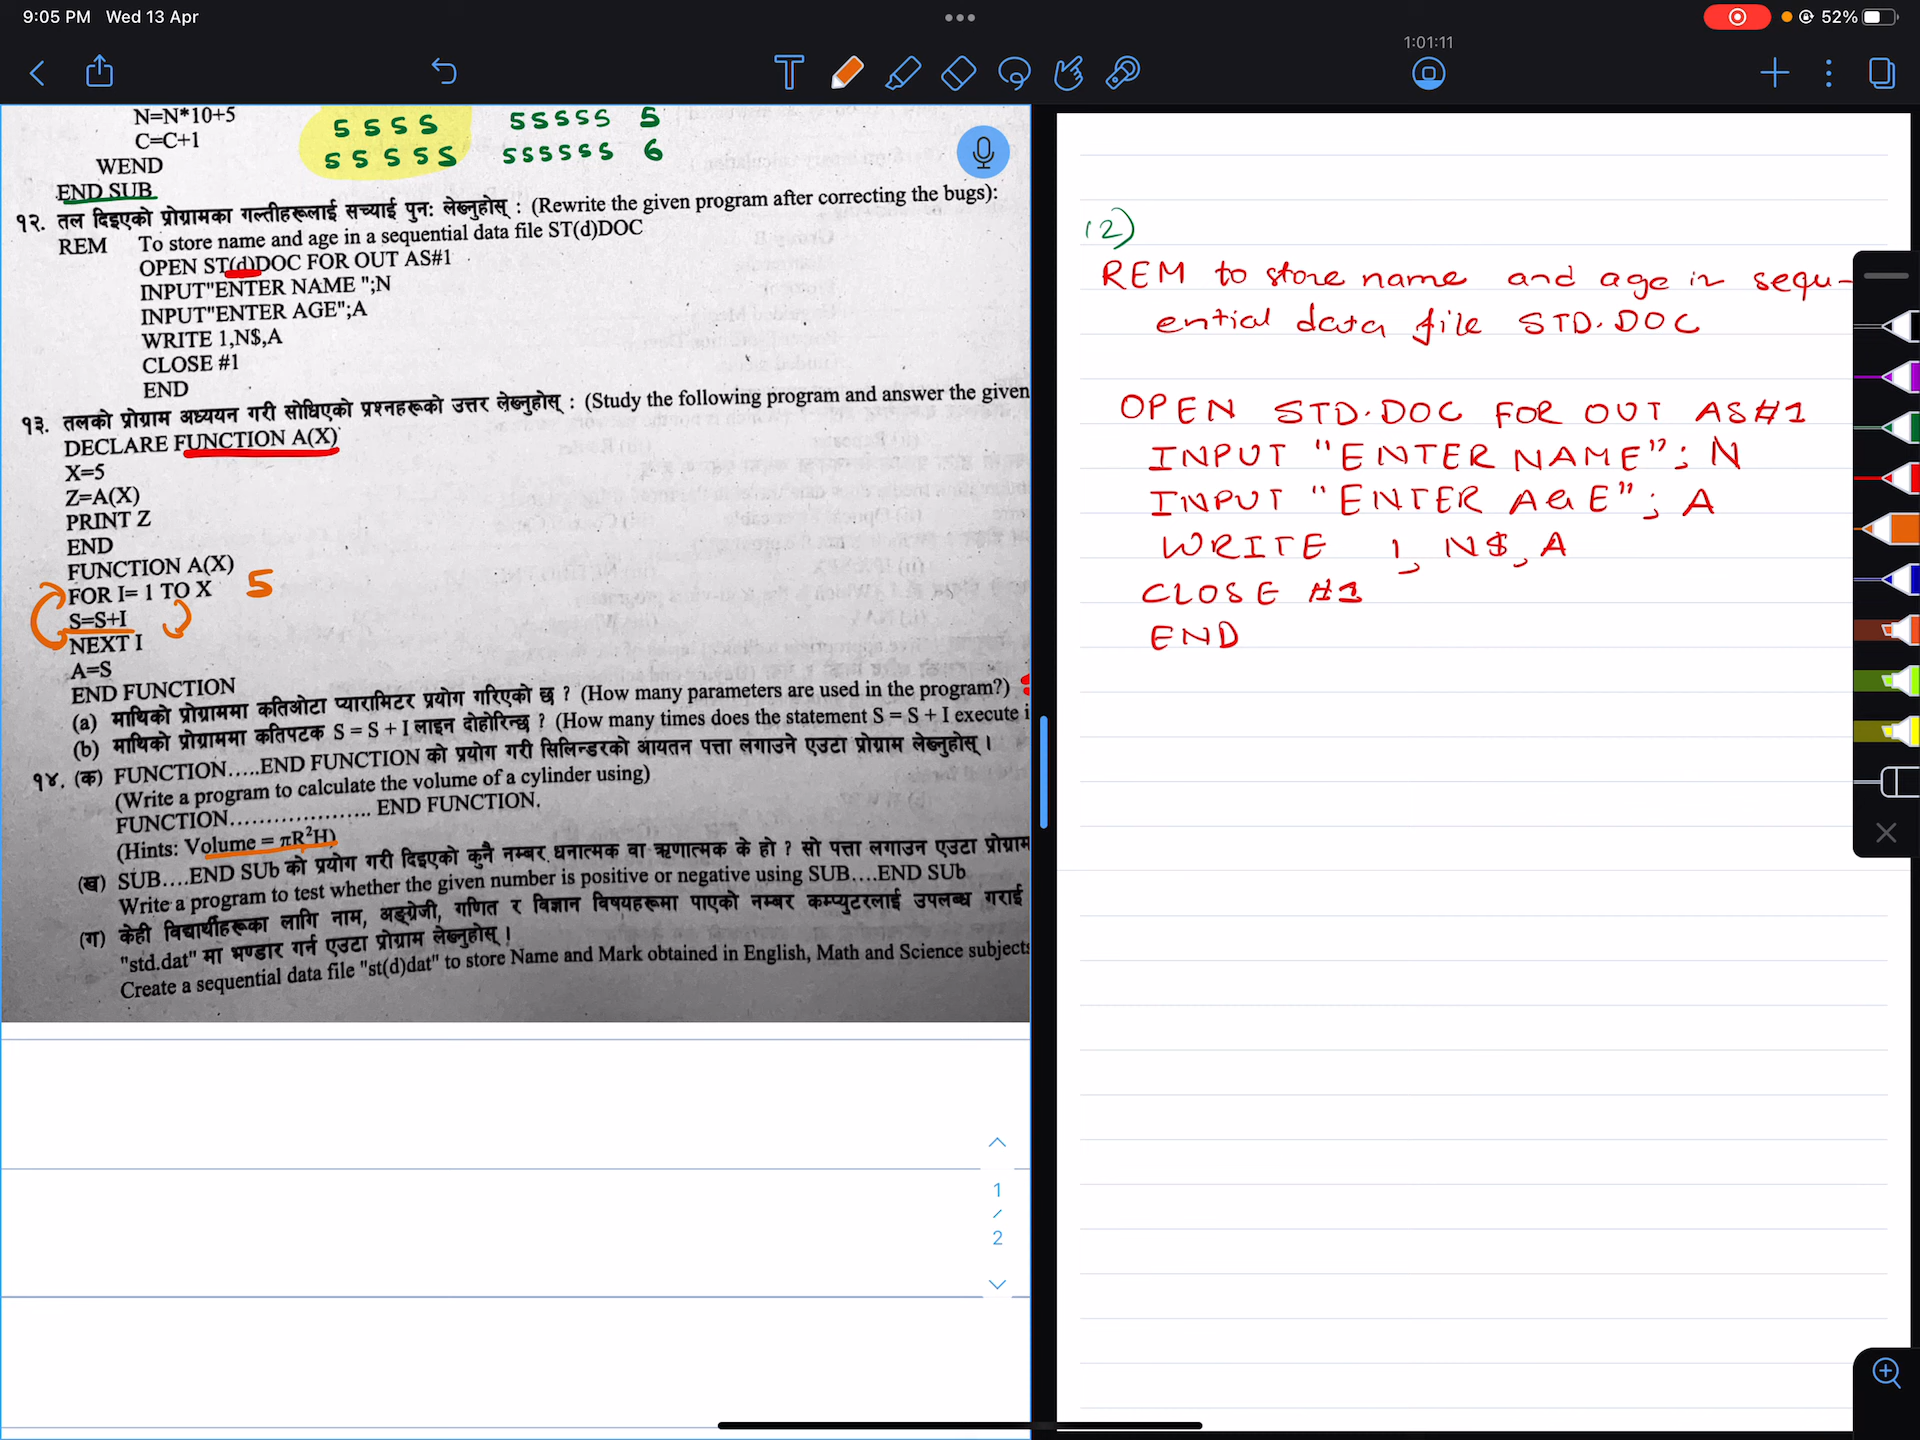 9:05 PM Wed 13 Apr
52%
1:01:11
N=N*10+5
C=C+1
WEND
END SUB
5 5 5 5
5 5 5 5 5
5 5 5 5 5 5
5 5 5 5 5 5 6
१२. तल दिइएको प्रोग्रामका गल्तीहरूलाई सच्याई पुन: लेख्नुहोस् : (Rewrite the given program after correcting the bugs):
REM To store name and age in a sequential data file ST(d)DOC
OPEN ST(d)DOC FOR OUT AS#1
INPUT"ENTER NAME ";N
INPUT"ENTER AGE";A
WRITE 1,N$,A
CLOSE #1
END
१३. तलको प्रोग्राम अध्ययन गरी सोधिएको प्रश्नहरूको उत्तर लेख्नुहोस् : (Study the following program and answer the given
DECLARE FUNCTION A(X)
X=5
Z=A(X)
PRINT Z
END
FUNCTION A(X)
FOR I= 1 TO X 5
S=S+I
NEXT I
A=S
END FUNCTION
(a) माथिको प्रोग्राममा कतिओटा प्यारामिटर प्रयोग गरिएको छ ? (How many parameters are used in the program?)
(b) माथिको प्रोग्राममा कतिपटक S = S + I लाइन दोहोरिन्छ ? (How many times does the statement S = S + I execute i
१४. (क) FUNCTION.....END FUNCTION को प्रयोग गरी सिलिन्डरको आयतन पत्ता लगाउने एउटा प्रोग्राम लेख्नुहोस् ।
(Write a program to calculate the volume of a cylinder using)
FUNCTION..................... END FUNCTION.
(Hints: Volume = πR²H)
(ख) SUB....END SUb को प्रयोग गरी दिइएको कुनै नम्बर धनात्मक वा ऋणात्मक के हो ? सो पत्ता लगाउन एउटा प्रोग्राम
Write a program to test whether the given number is positive or negative using SUB....END SUb
(ग) केही विद्यार्थीहरूका लागि नाम, अङ्ग्रेजी, गणित र विज्ञान विषयहरूमा पाएको नम्बर कम्प्युटरलाई उपलब्ध गराई
"std.dat" मा भण्डार गर्न एउटा प्रोग्राम लेख्नुहोस् ।
Create a sequential data file "st(d)dat" to store Name and Mark obtained in English, Math and Science subjects
1
/
2
12)
REM to store name and age in sequ-
ential data file STD.DOC
OPEN STD.DOC FOR OUT AS#1
INPUT "ENTER NAME"; N
INPUT "ENTER AGE"; A
WRITE 1, N$, A
CLOSE #1
END